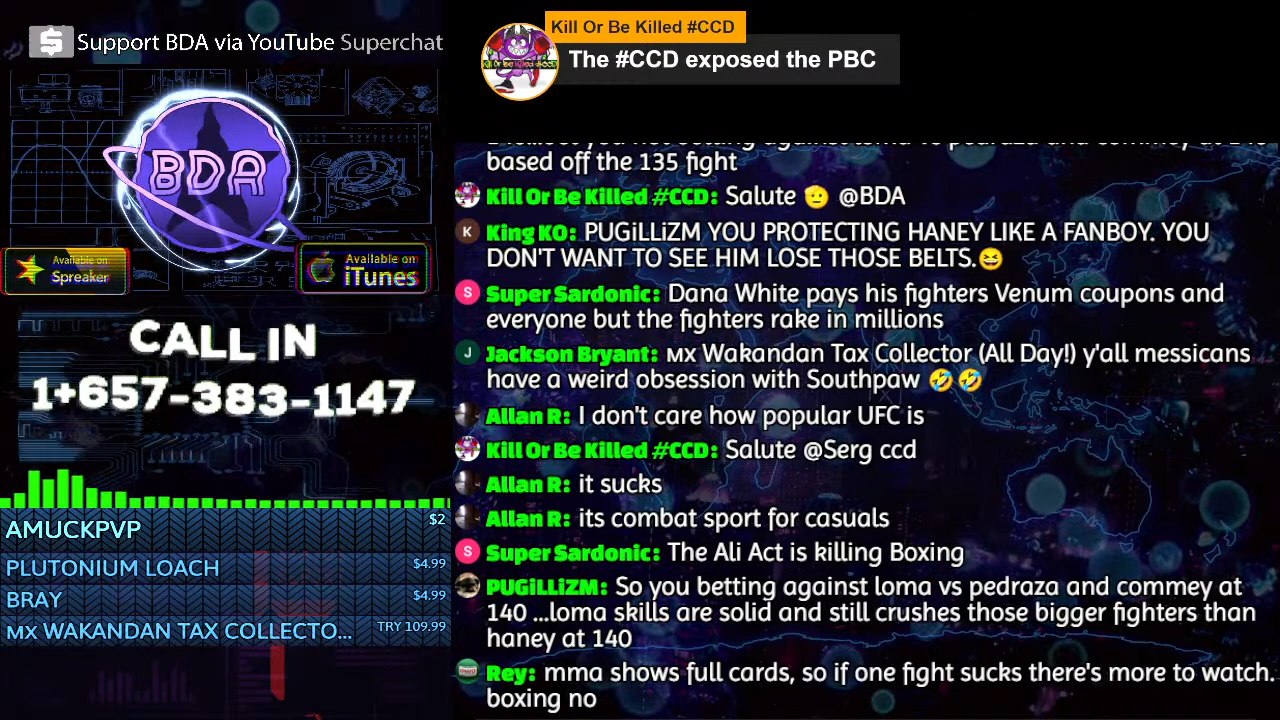 Support BDA via YouTube Superchat
BDA
Available on
Spreaker
Available on
iTunes
CALL IN
1+657-383-1147
AMUCKPVP $2
PLUTONIUM LOACH $4.99
BRAY $4.99
MX WAKANDAN TAX COLLECTO... TRY 109.99
Kill Or Be Killed #CCD
The #CCD exposed the PBC
based off the 135 fight
Kill Or Be Killed #CCD: Salute 🫡 @BDA
K King KO: PUGiLLiZM YOU PROTECTING HANEY LIKE A FANBOY. YOU
DON'T WANT TO SEE HIM LOSE THOSE BELTS.😆
S Super Sardonic: Dana White pays his fighters Venum coupons and
everyone but the fighters rake in millions
J Jackson Bryant: мx Wakandan Tax Collector (All Day!) y'all messicans
have a weird obsession with Southpaw 🤣🤣
Allan R: I don't care how popular UFC is
Kill Or Be Killed #CCD: Salute @Serg ccd
Allan R: it sucks
Allan R: its combat sport for casuals
S Super Sardonic: The Ali Act is killing Boxing
PUGiLLiZM: So you betting against loma vs pedraza and commey at
140 ...loma skills are solid and still crushes those bigger fighters than
haney at 140
Rey: mma shows full cards, so if one fight sucks there's more to watch.
boxing no